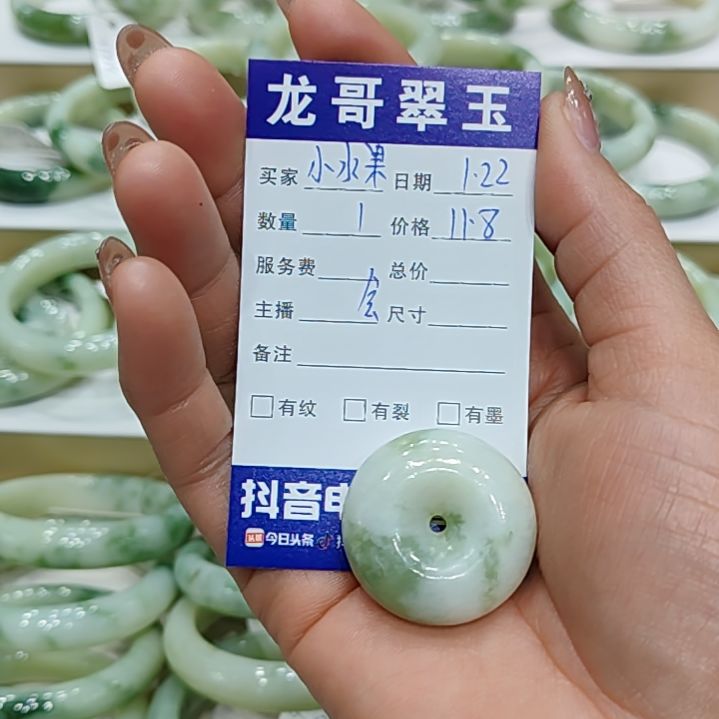 龙哥翠玉
买家 小水果 日期 1·22
数量 1 价格 11·8
服务费 总价
主播 尺寸
备注
有纹 有裂 有墨
抖音电
今日头条